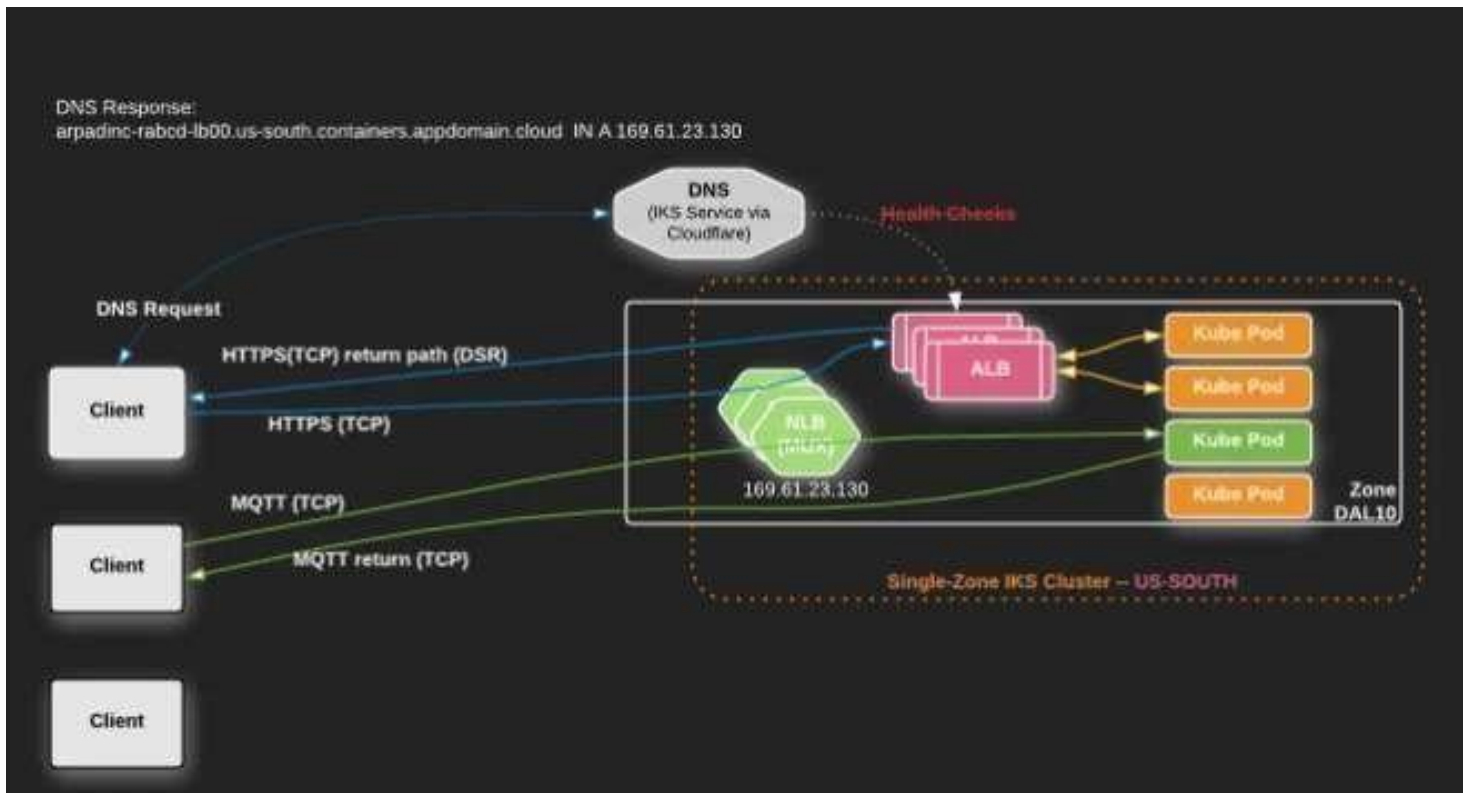 DNS Response:
arpadinc-rabcd-lb00.us-south.containers.appdomain.cloud IN A 169.61.23.130
DNS
(IKS Service via
Cloudflare)
Health Checks
DNS Request
HTTPS(TCP) return path (DSR)
Client
HTTPS (TCP)
ALB
ALB
Kube Pod
Kube Pod
NLB
(MUX)
Kube Pod
169.61.23.130
Kube Pod
Zone
DAL10
MQTT (TCP)
Client
MQTT return (TCP)
Single-Zone IKS Cluster – US-SOUTH
Client